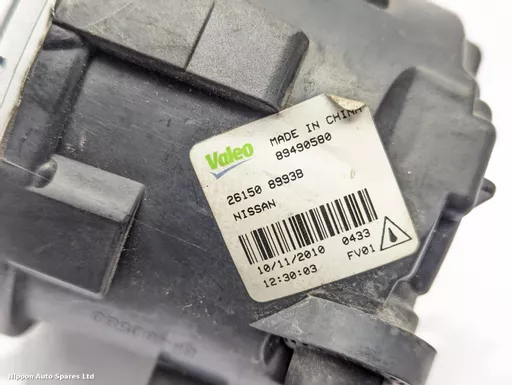 Valeo
MADE IN CHINA
89490580
26150 8993B
NISSAN
10/11/2010 0433
12:30:03 FV01
Nippon Auto Spares Ltd